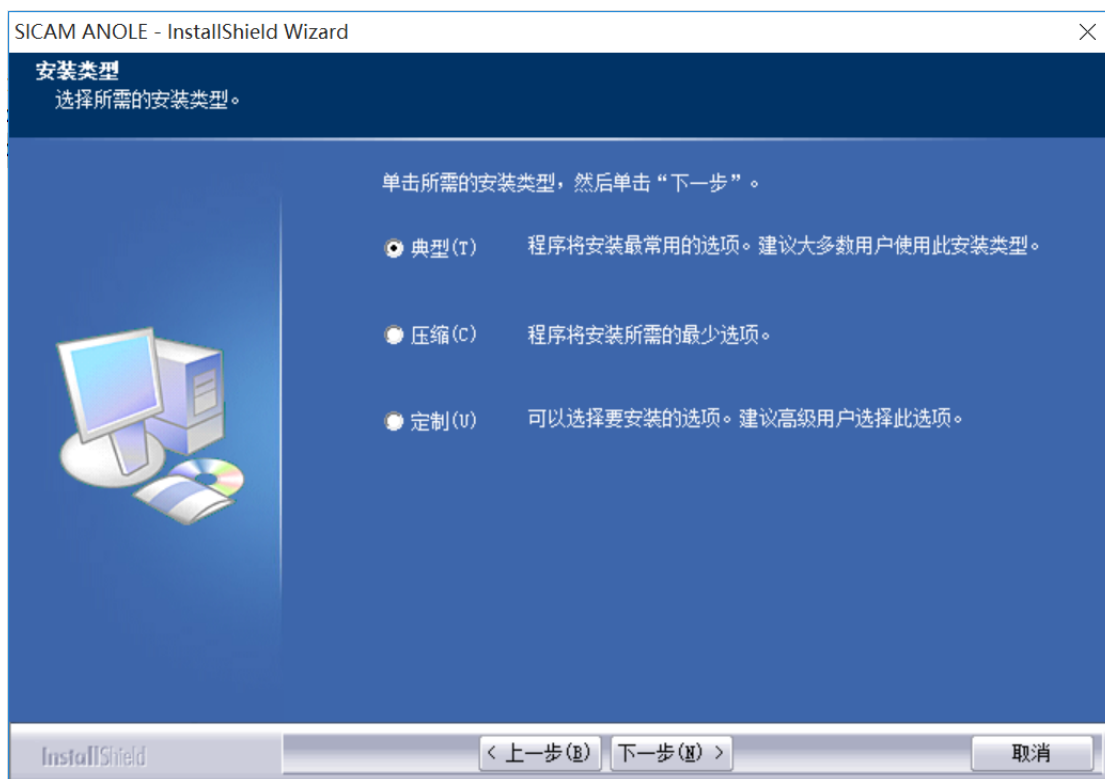 SICAM ANOLE - InstallShield Wizard
安装类型
选择所需的安装类型。
单击所需的安装类型，然后单击“下一步”。
典型(T) 程序将安装最常用的选项。建议大多数用户使用此安装类型。
压缩(C) 程序将安装所需的最少选项。
定制(U) 可以选择要安装的选项。建议高级用户选择此选项。
InstallShield
< 上一步(B) 下一步(N) > 取消